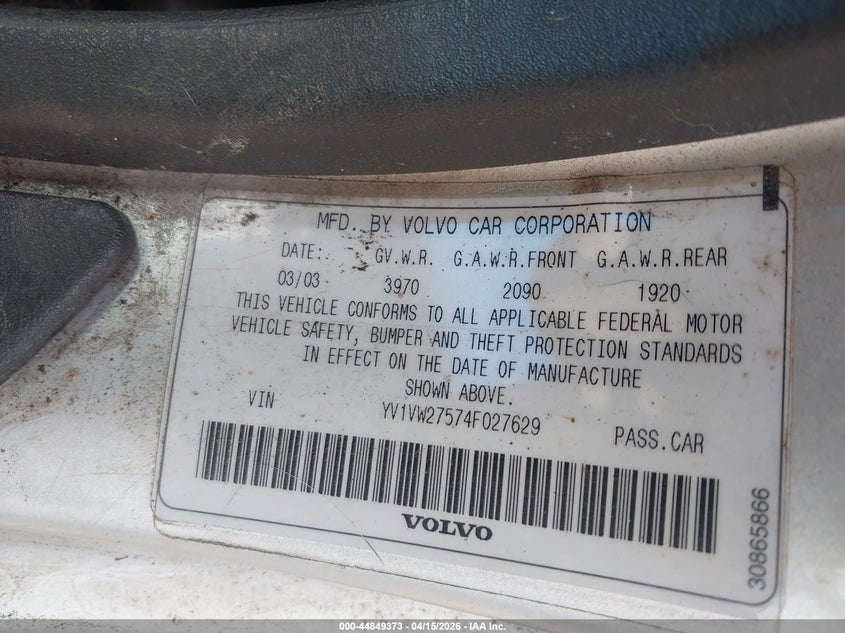 MFD. BY VOLVO CAR CORPORATION
DATE: GV.W.R. G.A.W.R.FRONT G.A.W.R.REAR
03/03 3970 2090 1920
THIS VEHICLE CONFORMS TO ALL APPLICABLE FEDERAL MOTOR
VEHICLE SAFETY, BUMPER AND THEFT PROTECTION STANDARDS
IN EFFECT ON THE DATE OF MANUFACTURE
SHOWN ABOVE.
VIN YV1VW27574F027629 PASS.CAR
VOLVO
30865866
000-44849373 - 04/15/2026 - IAA Inc.